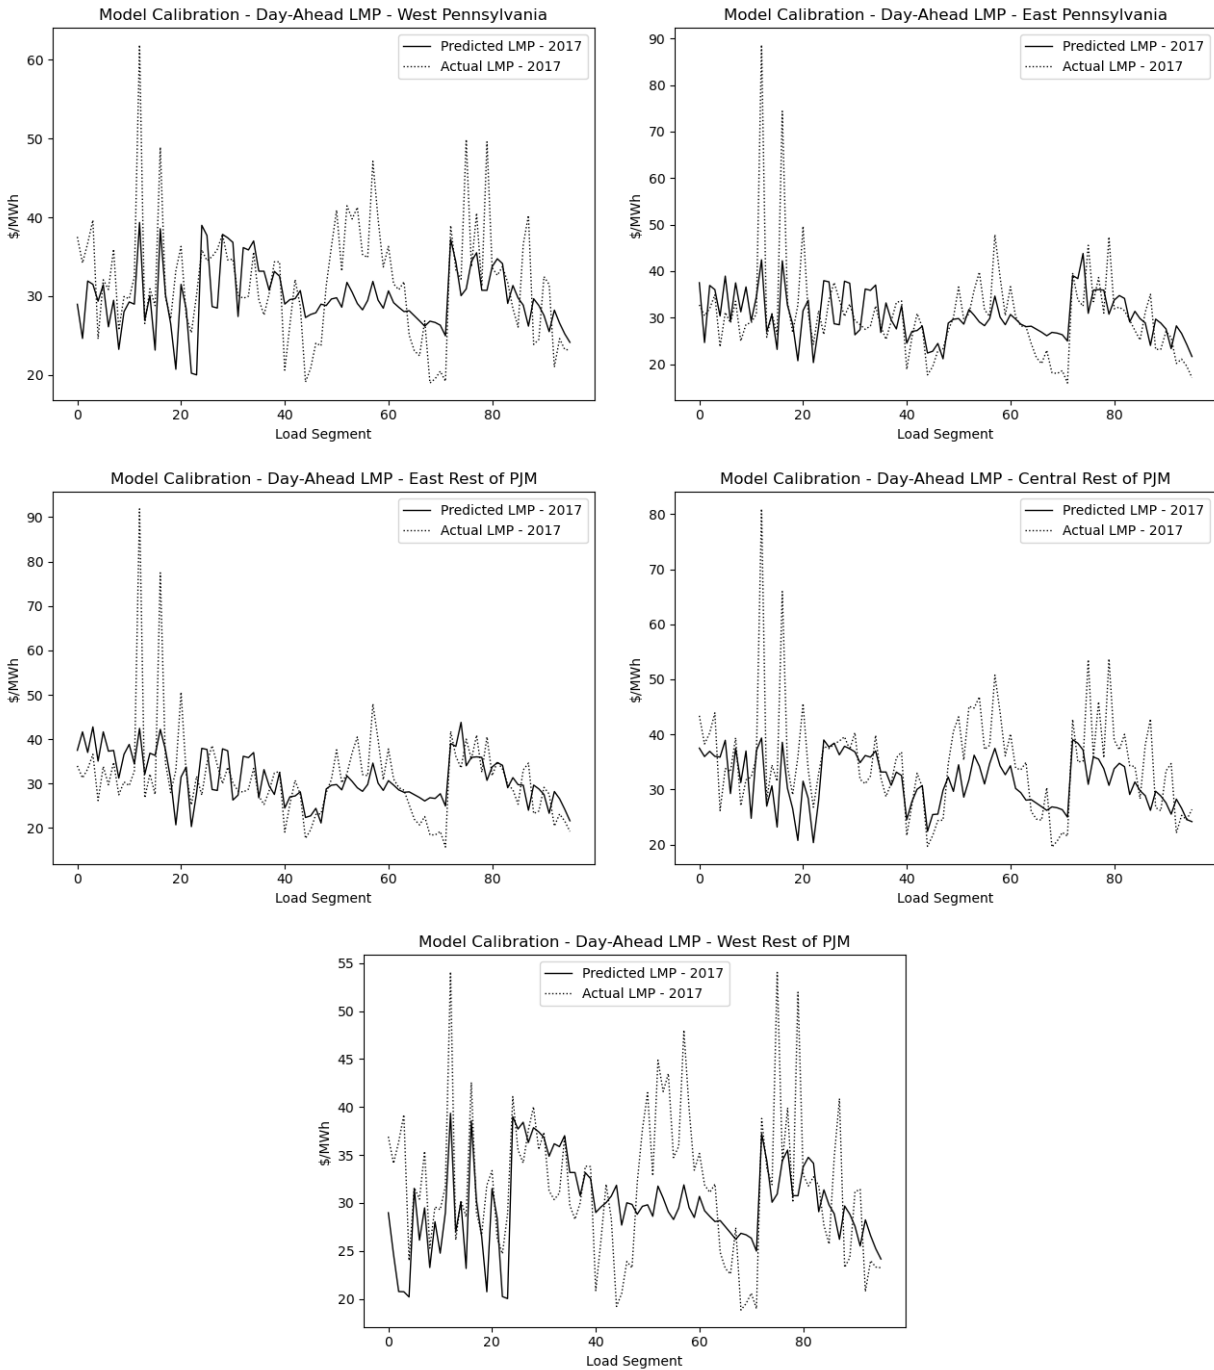 Model Calibration - Day-Ahead LMP - West Pennsylvania
Predicted LMP - 2017
Actual LMP - 2017
60
50
40
30
20
$/MWh
0
20
40
60
80
Load Segment
Model Calibration - Day-Ahead LMP - East Pennsylvania
Predicted LMP - 2017
Actual LMP - 2017
90
80
70
60
50
40
30
20
$/MWh
0
20
40
60
80
Load Segment
Model Calibration - Day-Ahead LMP - East Rest of PJM
Predicted LMP - 2017
Actual LMP - 2017
90
80
70
60
50
40
30
20
$/MWh
0
20
40
60
80
Load Segment
Model Calibration - Day-Ahead LMP - Central Rest of PJM
Predicted LMP - 2017
Actual LMP - 2017
80
70
60
50
40
30
20
$/MWh
0
20
40
60
80
Load Segment
Model Calibration - Day-Ahead LMP - West Rest of PJM
Predicted LMP - 2017
Actual LMP - 2017
55
50
45
40
35
30
25
20
$/MWh
0
20
40
60
80
Load Segment